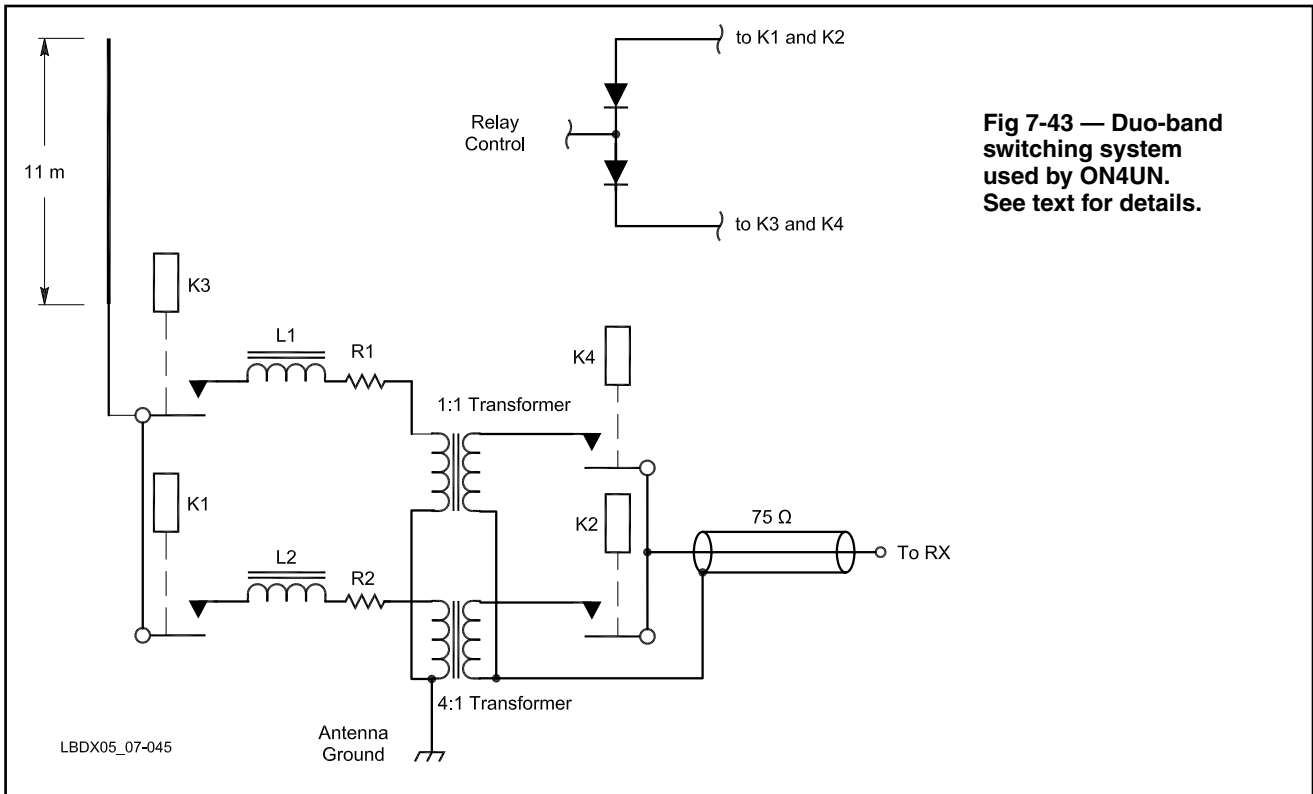 to K1 and K2
Relay
Control
to K3 and K4
Fig 7-43 — Duo-band
switching system
used by ON4UN.
See text for details.
11 m
K3
L1
R1
K4
1:1 Transformer
K1
K2
75 Ω
To RX
L2
R2
4:1 Transformer
Antenna
Ground
LBDX05_07-045